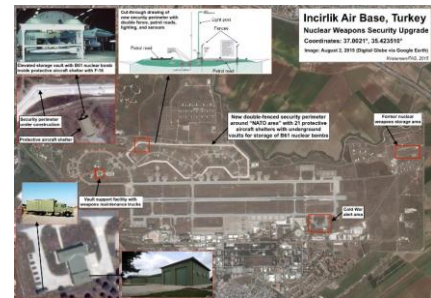 Incirlik Air Base, Turkey
Nuclear Weapons Security Upgrade
Coordinates: 37.0021°, 35.423510°
Image: August 2, 2015 (Digital Globe via Google Earth)
Kristensen/FAS, 2015
Cut-through drawing of
new security perimeter with
double fence, patrol roads,
lighting, and sensors
Light post
Fences
Patrol road
Patrol road
Elevated storage vault with B61 nuclear bomb
inside protective aircraft shelter with F-16
Security perimeter
under construction
Protective aircraft shelter
New double-fenced security perimeter
around "NATO area" with 21 protective
aircraft shelters with underground
vaults for storage of B61 nuclear bombs
Former nuclear
weapons storage
area
Vault support facility with
weapons maintenance trucks
Cold War
alert area